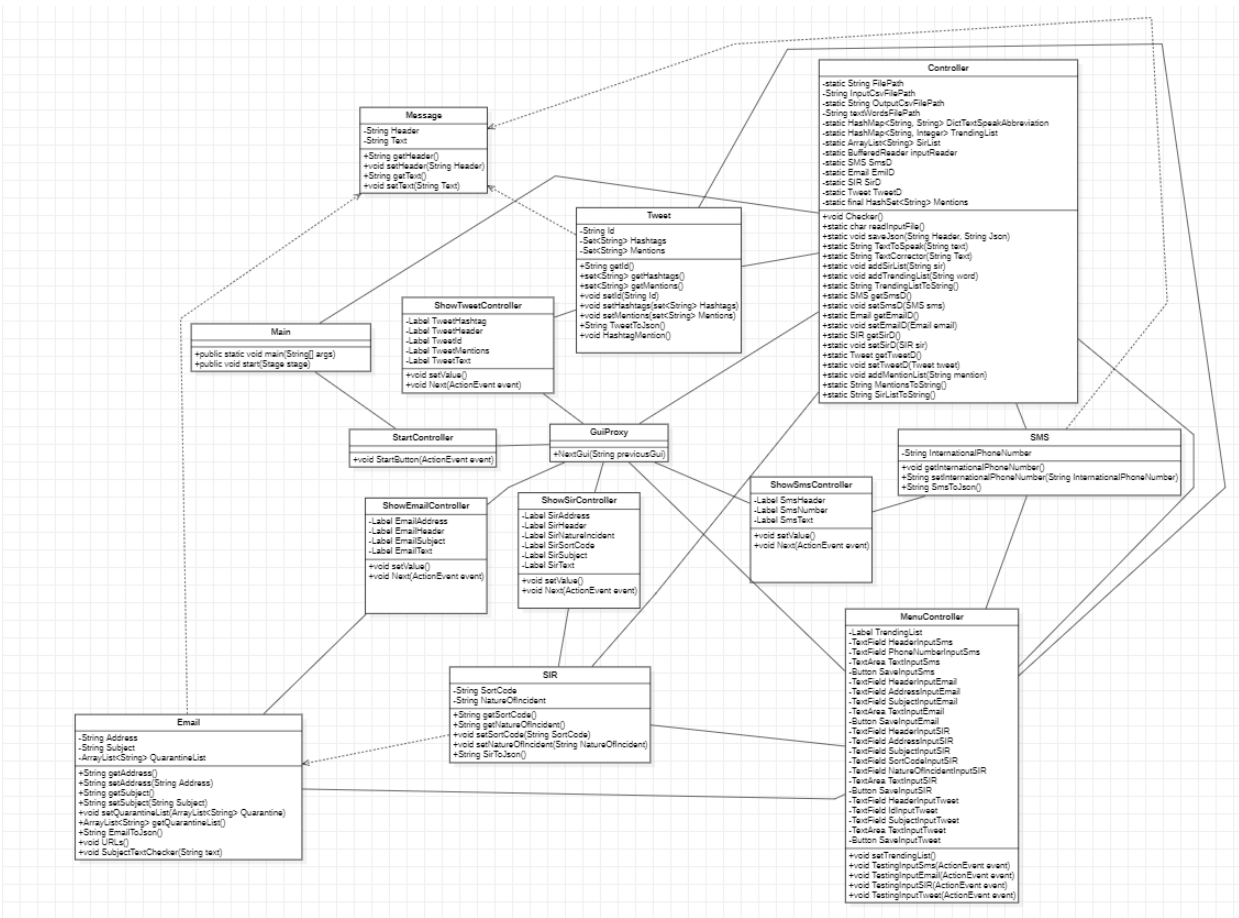 Message
-String Header
-String Text
+String getHeader()
+void setHeader(String Header)
+String getText()
+void setText(String Text)
Controller
-static String FilePath
-String InputCsvFilePath
-static String OutputCsvFilePath
-String textWordsFilePath
-static HashMap<String, String> DictTextSpeakAbbreviation
-static HashMap<String, Integer> TrendingList
-static ArrayList<String> SirList
-static BufferedReader inputReader
-static SMS SmsD
-static Email EmilD
-static SIR SirD
-static Tweet TweetD
-static final HashSet<String> Mentions
+void Checker()
+static char readInputFile()
+static void saveJson(String Header, String Json)
+static String TextToSpeak(String text)
+static String TextCorrector(String Text)
+static void addSirList(String sir)
+static void addTrendingList(String word)
+static String TrendingListToString()
+static SMS getSmsD()
+static void setSmsD(SMS sms)
+static Email getEmailD()
+static void setEmailD(Email email)
+static SIR getSirD()
+static void setSirD(SIR sir)
+static Tweet getTweetD()
+static void setTweetD(Tweet tweet)
+static void addMentionList(String mention)
+static String MentionsToString()
+static String SirListToString()
Tweet
-String Id
-Set<String> Hashtags
-Set<String> Mentions
+String getId()
+set<String> getHashtags()
+set<String> getMentions()
+void setId(String Id)
+void setHashtags(set<String> Hashtags)
+void setMentions(set<String> Mentions)
+String TweetToJson()
+void HashtagMention()
ShowTweetController
-Label TweetHashtag
-Label TweetHeader
-Label TweetId
-Label TweetMentions
-Label TweetText
+void setValue()
+void Next(ActionEvent event)
Main
+public static void main(String[] args)
+public void start(Stage stage)
StartController
+void StartButton(ActionEvent event)
GuiProxy
+NextGui(String previousGui)
SMS
-String InternationalPhoneNumber
+void getInternationalPhoneNumber()
+String setInternationalPhoneNumber(String InternationalPhoneNumber)
+String SmsToJson()
ShowEmailController
-Label EmailAddress
-Label EmailHeader
-Label EmailSubject
-Label EmailText
+void setValue()
+void Next(ActionEvent event)
ShowSirController
-Label SirAddress
-Label SirHeader
-Label SirNatureIncident
-Label SirSortCode
-Label SirSubject
-Label SirText
+void setValue()
+void Next(ActionEvent event)
ShowSmsController
-Label SmsHeader
-Label SmsNumber
-Label SmsText
+void setValue()
+void Next(ActionEvent event)
MenuController
-Label TrendingList
-TextField HeaderInputSms
-TextField PhoneNumberInputSms
-TextArea TextInputSms
-Button SaveInputSms
-TextField HeaderInputEmail
-TextField AddressInputEmail
-TextField SubjectInputEmail
-TextArea TextInputEmail
-Button SaveInputEmail
-TextField HeaderInputSIR
-TextField AddressInputSIR
-TextField SubjectInputSIR
-TextField SortCodeInputSIR
-TextField NatureOfIncidentInputSIR
-TextArea TextInputSIR
-Button SaveInputSIR
-TextField HeaderInputTweet
-TextField IdInputTweet
-TextField SubjectInputTweet
-TextArea TextInputTweet
-Button SaveInputTweet
+void setTrendingList()
+void TestingInputSms(ActionEvent event)
+void TestingInputEmail(ActionEvent event)
+void TestingInputSIR(ActionEvent event)
+void TestingInputTweet(ActionEvent event)
SIR
-String SortCode
-String NatureOfIncident
+String getSortCode()
+String getNatureOfIncident()
+void setSortCode(String SortCode)
+void setNatureOfIncident(String NatureOfIncident)
+String SirToJson()
Email
-String Address
-String Subject
-ArrayList<String> QuarantineList
+String getAddress()
+String setAddress(String Address)
+String getSubject()
+String setSubject(String Subject)
+void setQuarantineList(ArrayList<String> Quarantine)
+ArrayList<String> getQuarantineList()
+String EmailToJson()
+void URLs()
+void SubjectTextChecker(String text)